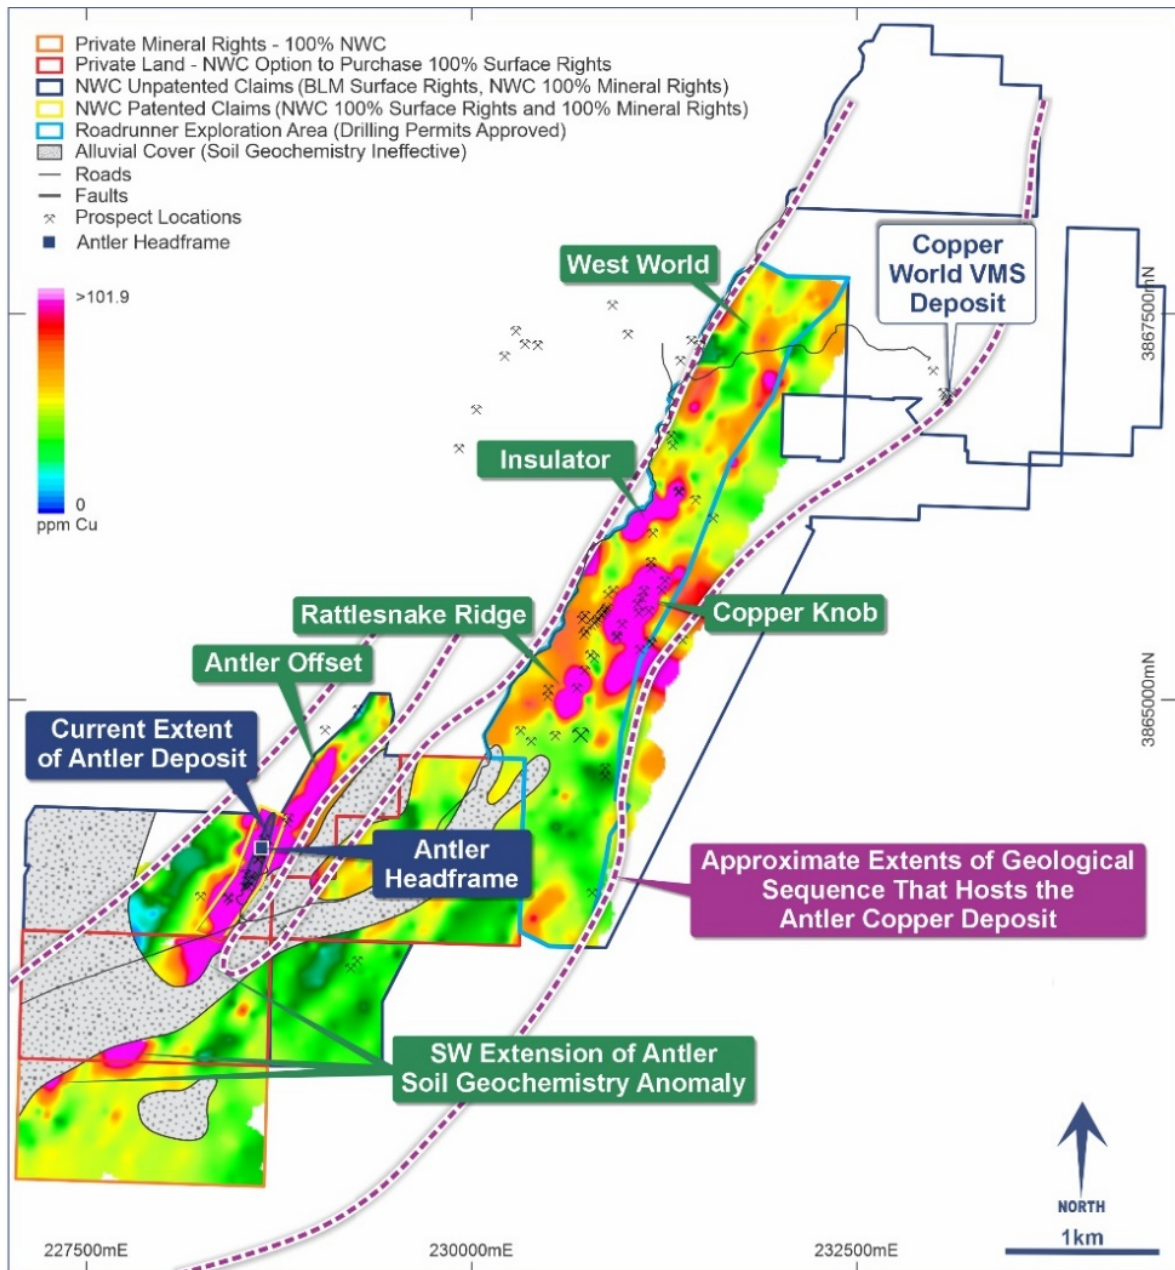 Private Mineral Rights - 100% NWC
Private Land - NWC Option to Purchase 100% Surface Rights
NWC Unpatented Claims (BLM Surface Rights, NWC 100% Mineral Rights)
NWC Patented Claims (NWC 100% Surface Rights and 100% Mineral Rights)
Roadrunner Exploration Area (Drilling Permits Approved)
Alluvial Cover (Soil Geochemistry Ineffective)
Roads
Faults
Prospect Locations
Antler Headframe
>101.9
0
ppm Cu
West World
Copper
World VMS
Deposit
3867500mN
Insulator
Rattlesnake Ridge
Copper Knob
Antler Offset
3865000mN
Current Extent
of Antler Deposit
Antler
Headframe
Approximate Extents of Geological
Sequence That Hosts the
Antler Copper Deposit
SW Extension of Antler
Soil Geochemistry Anomaly
NORTH
1km
227500mE
230000mE
232500mE